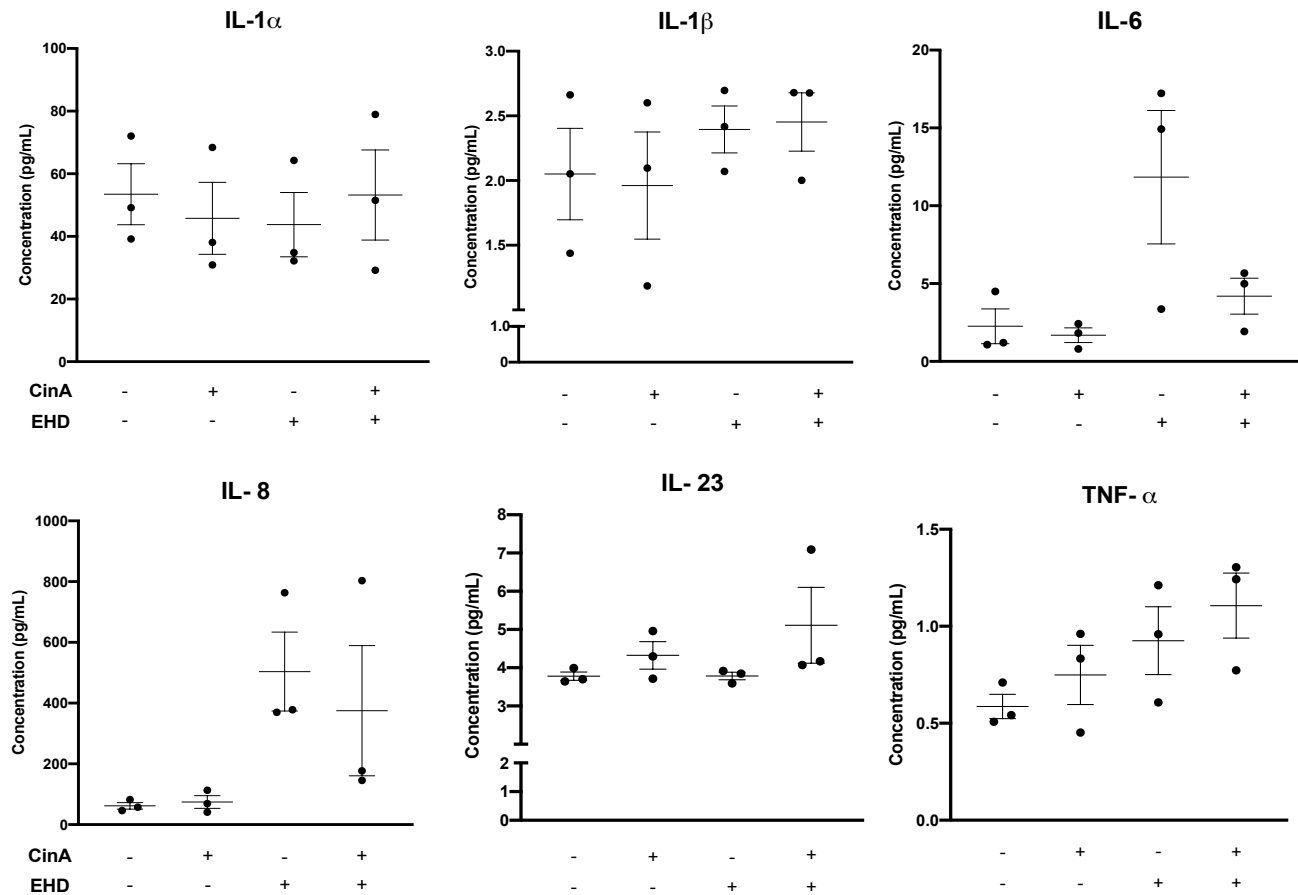 IL-1α
IL-1β
IL-6
Concentration (pg/mL)
100
80
60
40
20
0
Concentration (pg/mL)
3.0
2.5
2.0
1.5
1.0
0
Concentration (pg/mL)
20
15
10
5
0
CinA - + - +
EHD - - + +
- + - +
- - + +
- + - +
- - + +
IL- 8
IL- 23
TNF- α
Concentration (pg/mL)
1000
800
600
400
200
0
Concentration (pg/mL)
8
7
6
5
4
3
2
1
0
Concentration (pg/mL)
1.5
1.0
0.5
0.0
CinA - + - +
EHD - - + +
- + - +
- - + +
- + - +
- - + +